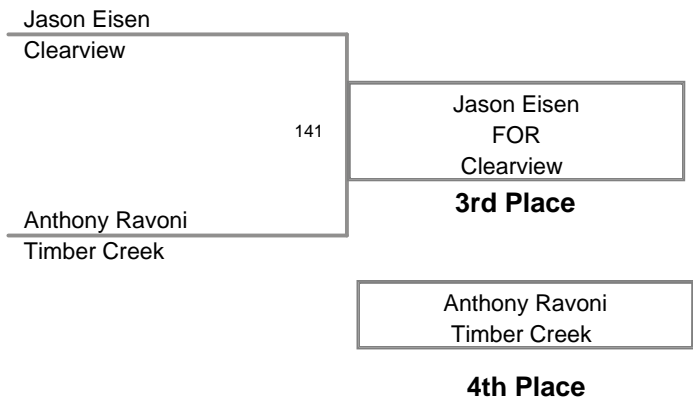 Jason Eisen
Clearview
141
Jason Eisen
FOR
Clearview
3rd Place
Anthony Ravoni
Timber Creek
Anthony Ravoni
Timber Creek
4th Place